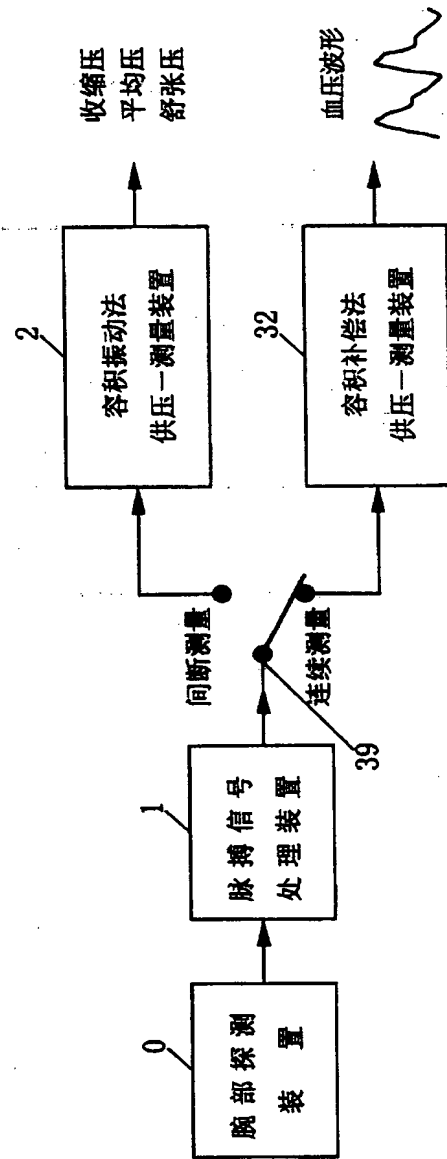 0
腕部探测
装置
1
脉搏信号
处理装置
39
间断测量
连续测量
2
容积振动法
供压-测量装置
收缩压
平均压
舒张压
32
容积补偿法
供压-测量装置
血压波形